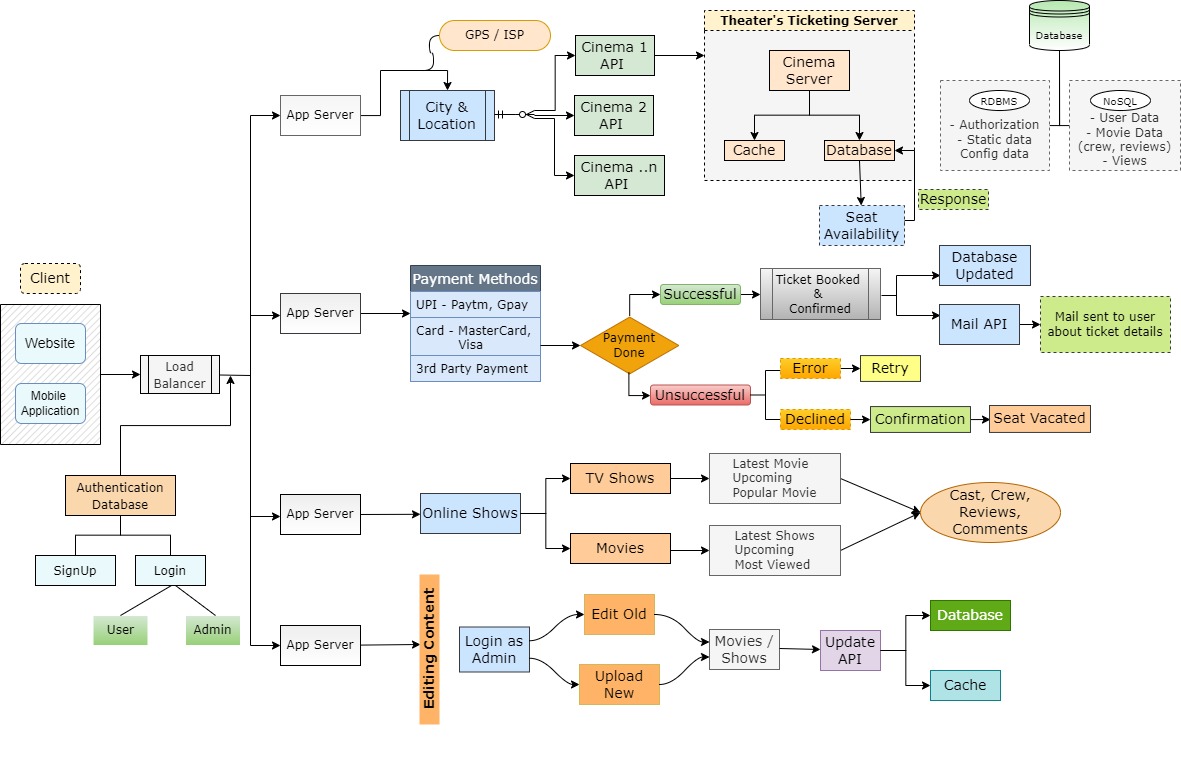 GPS / ISP
App Server
City &
Location
Cinema 1
API
Cinema 2
API
Cinema ..n
API
Theater's Ticketing Server
Cinema
Server
Cache
Database
Seat
Availability
Response
Database
RDBMS
- Authorization
- Static data
Config data
NoSQL
- User Data
- Movie Data
(crew, reviews)
- Views
Client
Website
Mobile
Application
Load
Balancer
Authentication
Database
SignUp
Login
User
Admin
App Server
Payment Methods
UPI - Paytm, Gpay
Card - MasterCard,
Visa
3rd Party Payment
Payment
Done
Successful
Ticket Booked
&
Confirmed
Database
Updated
Mail API
Mail sent to user
about ticket details
Unsuccessful
Error
Retry
Declined
Confirmation
Seat Vacated
App Server
Online Shows
TV Shows
Latest Movie
Upcoming
Popular Movie
Movies
Latest Shows
Upcoming
Most Viewed
Cast, Crew,
Reviews,
Comments
App Server
Editing Content
Login as
Admin
Edit Old
Upload
New
Movies /
Shows
Update
API
Database
Cache